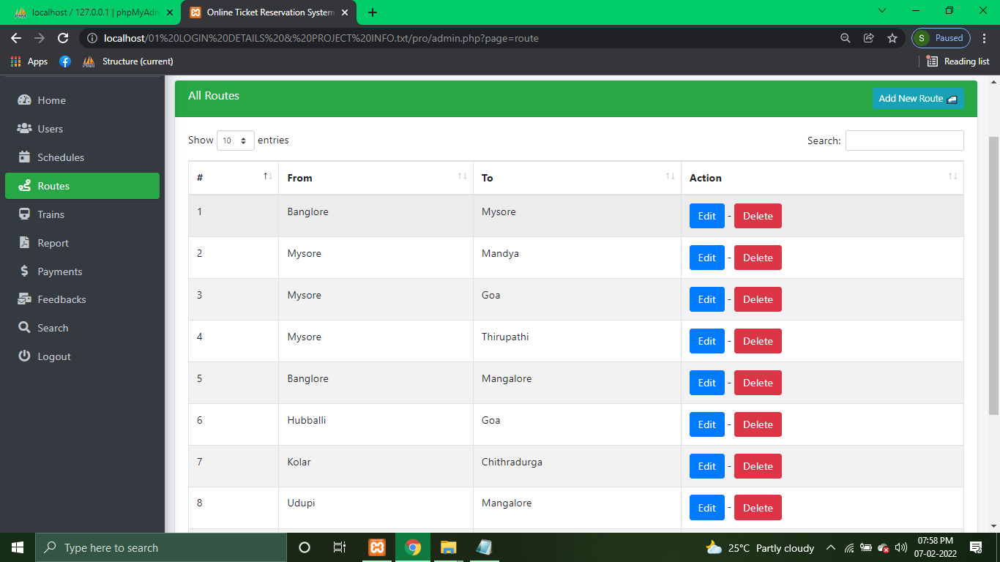 localhost / 127.0.0.1 | phpMyAdm
Online Ticket Reservation System
localhost/01%20LOGIN%20DETAILS%20&%20PROJECT%20INFO.txt/pro/admin.php?page=route
S Paused
Apps
Structure (current)
Reading list
Home
Users
Schedules
Routes
Trains
Report
Payments
Feedbacks
Search
Logout
All Routes
Add New Route
Show 10 entries
Search:
# From To Action
1 Banglore Mysore Edit - Delete
2 Mysore Mandya Edit - Delete
3 Mysore Goa Edit - Delete
4 Mysore Thirupathi Edit - Delete
5 Banglore Mangalore Edit - Delete
6 Hubballi Goa Edit - Delete
7 Kolar Chithradurga Edit - Delete
8 Udupi Mangalore Edit - Delete
Type here to search
25°C Partly cloudy
07:58 PM
07-02-2022